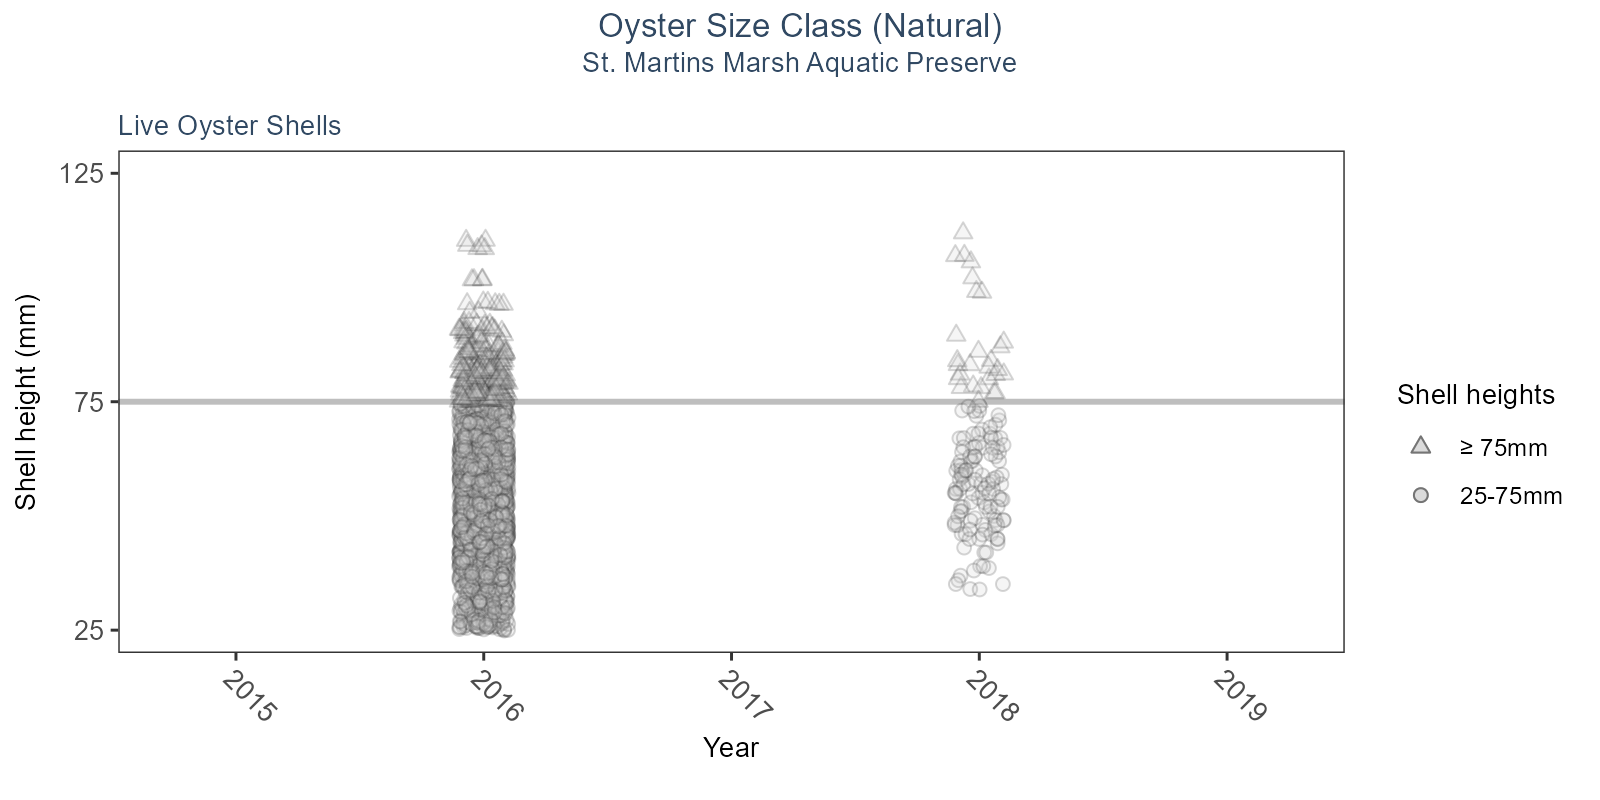 Oyster Size Class (Natural)
St. Martins Marsh Aquatic Preserve
Live Oyster Shells
125
75
25
Shell height (mm)
2015
2016
2017
2018
2019
Year
Shell heights
≥ 75mm
25-75mm